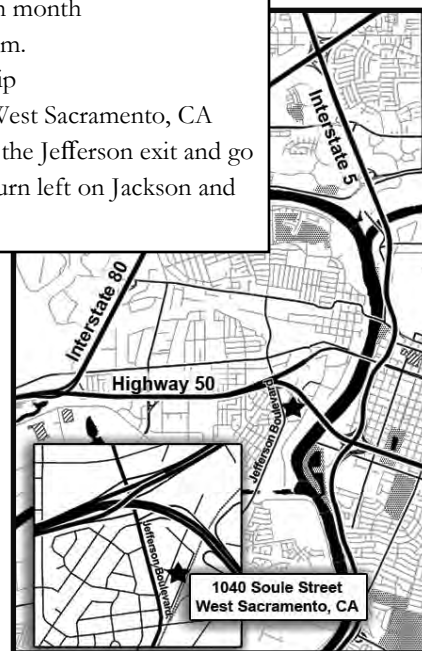 month
m.
ip
West Sacramento, CA
the Jefferson exit and go
urn left on Jackson and
Interstate 5
Interstate 80
Highway 50
Jefferson Boulevard
Jefferson Boulevard
1040 Soule Street
West Sacramento, CA